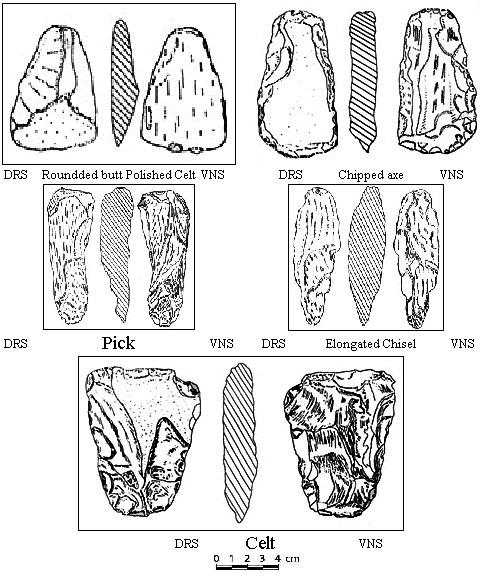 DRS Roundded butt Polished Celt VNS
DRS Chipped axe VNS
DRS Pick VNS
DRS Elongated Chisel VNS
DRS Celt VNS
0 1 2 3 4 cm